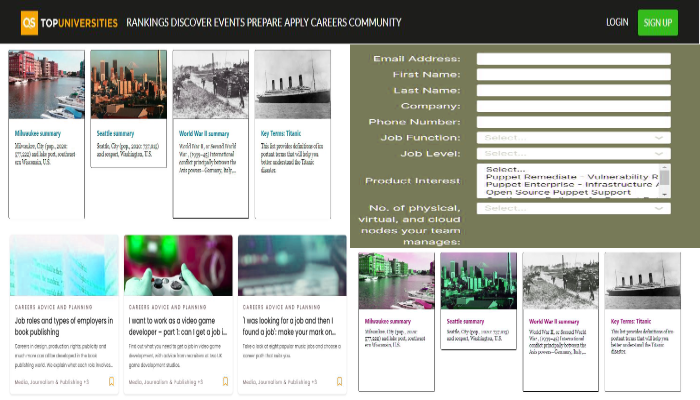 QS TOPUNIVERSITIES RANKINGS DISCOVER EVENTS PREPARE APPLY CAREERS COMMUNITY LOGIN SIGN UP
Milwaukee summary
Milwaukee, City (pop., 2020:
577,222) and lake port, southeast
ern Wisconsin, U.S.
Seattle summary
Seattle, City (pop., 2020: 737,015)
and seaport, Washington, U.S.
World War II summary
World War II, or Second World
War, (1939–45) International
conflict principally between the
Axis powers—Germany, Italy,...
Key Terms: Titanic
This list provides definitions of im
portant terms that will help you
better understand the Titanic
disaster.
Email Address:
First Name:
Last Name:
Company:
Phone Number:
Job Function: Select...
Job Level: Select...
Product Interest
Select...
Puppet Remediate - Vulnerability R
Puppet Enterprise - Infrastructure
Open Source Puppet Support
No. of physical,
virtual, and cloud
nodes your team
manages:
Select...
CAREERS ADVICE AND PLANNING
Job roles and types of employers in
book publishing
Careers in design, production, rights, publicity and
much more are often developed in the book
publishing world. We explain what each role involves...
Media, Journalism & Publishing +3
CAREERS ADVICE AND PLANNING
I want to work as a video game
developer – part 1: can I get a job i...
Find out what you need to get a job in video game
development, with advice from recruiters at two UK
game development studios.
Media, Journalism & Publishing +5
CAREERS ADVICE AND PLANNING
'I was looking for a job and then I
found a job': make your mark on...
Take a look at eight popular music jobs and choose a
career path that suits you.
Media, Journalism & Publishing +3
Milwaukee summary
Milwaukee, City (pop., 2020:
577,222) and lake port, southeast
ern Wisconsin, U.S.
Seattle summary
Seattle, City (pop., 2020: 737,015)
and seaport, Washington, U.S.
World War II summary
World War II, or Second World
War, (1939–45) International
conflict principally between the
Axis powers—Germany, Italy,...
Key Terms: Titanic
This list provides definitions of im
portant terms that will help you
better understand the Titanic
disaster.